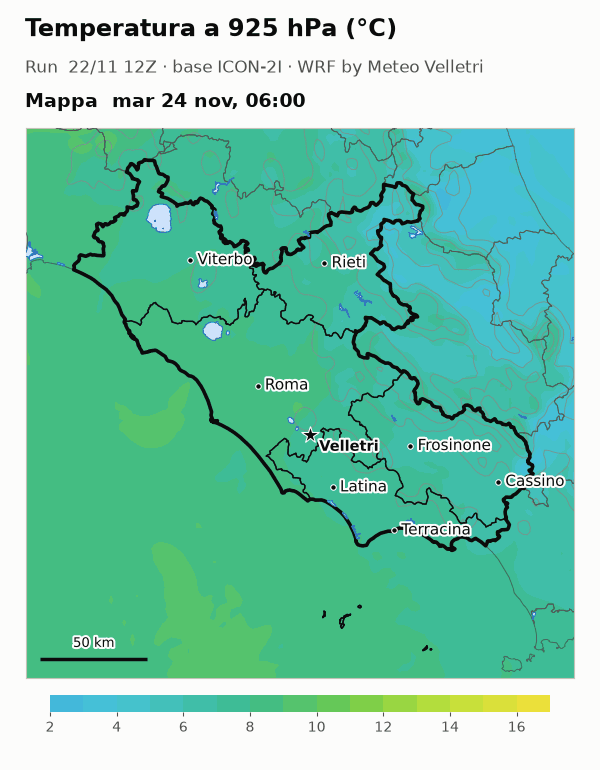 Temperatura a 925 hPa (°C)
Run  22/11 12Z · base ICON-2I · WRF by Meteo Velletri
Mappa  mar 24 nov, 06:00
Viterbo
Rieti
Roma
Velletri
Frosinone
Latina
Cassino
Terracina
50 km
2 4 6 8 10 12 14 16